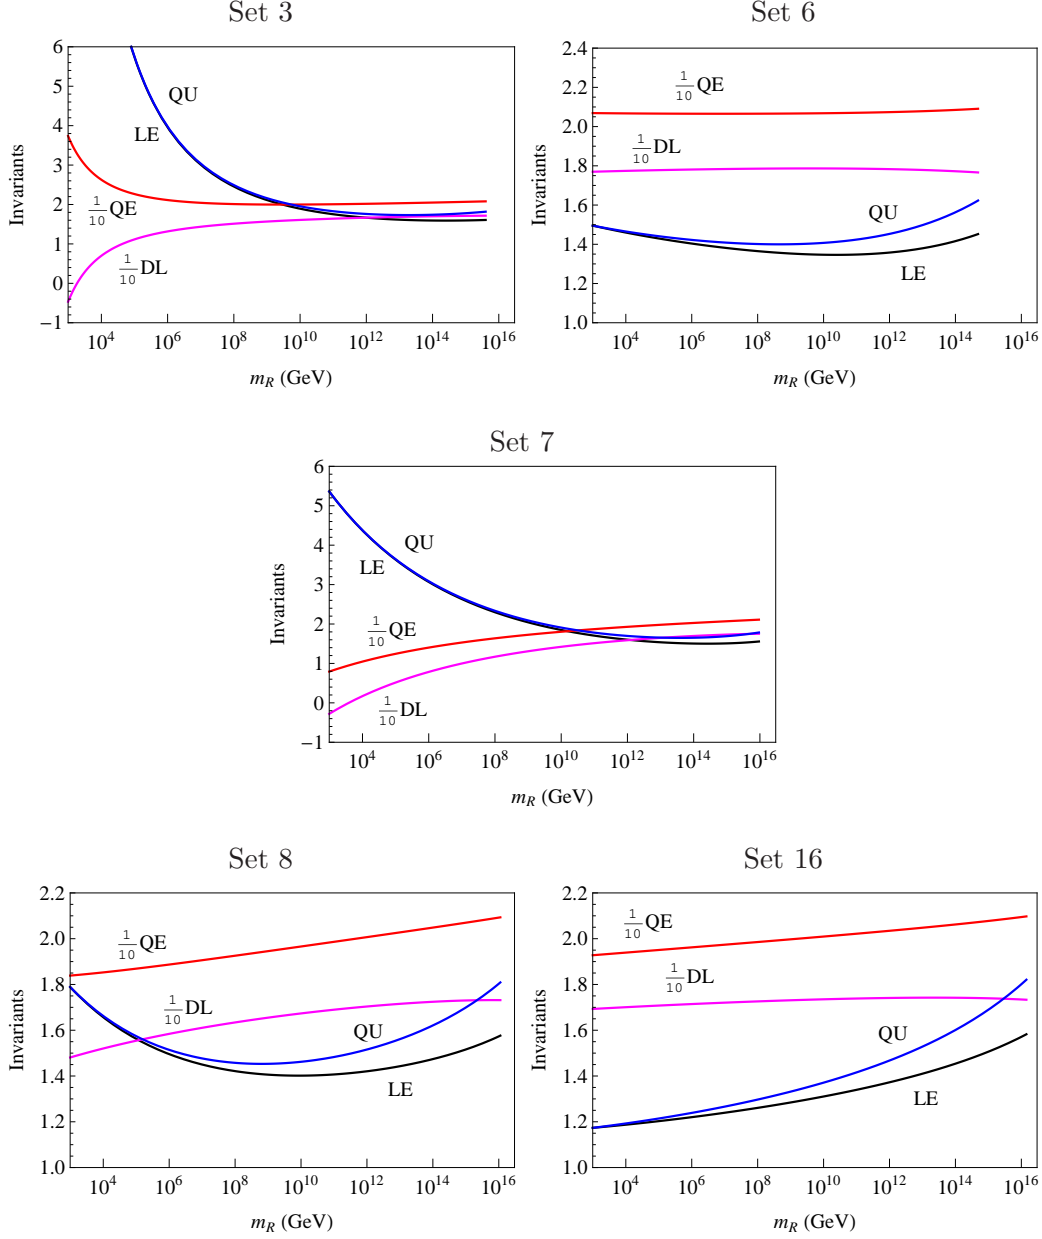 Set 3
Set 6
Invariants
6
5
4
3
2
1
0
−1
QU
LE
1/10 QE
1/10 DL
10^4 10^6 10^8 10^10 10^12 10^14 10^16
m_R (GeV)
Invariants
2.4
2.2
2.0
1.8
1.6
1.4
1.2
1.0
1/10 QE
1/10 DL
QU
LE
10^4 10^6 10^8 10^10 10^12 10^14 10^16
m_R (GeV)
Set 7
Invariants
6
5
4
3
2
1
0
−1
QU
LE
1/10 QE
1/10 DL
10^4 10^6 10^8 10^10 10^12 10^14 10^16
m_R (GeV)
Set 8
Set 16
Invariants
2.2
2.0
1.8
1.6
1.4
1.2
1.0
1/10 QE
1/10 DL
QU
LE
10^4 10^6 10^8 10^10 10^12 10^14 10^16
m_R (GeV)
Invariants
2.2
2.0
1.8
1.6
1.4
1.2
1.0
1/10 QE
1/10 DL
QU
LE
10^4 10^6 10^8 10^10 10^12 10^14 10^16
m_R (GeV)